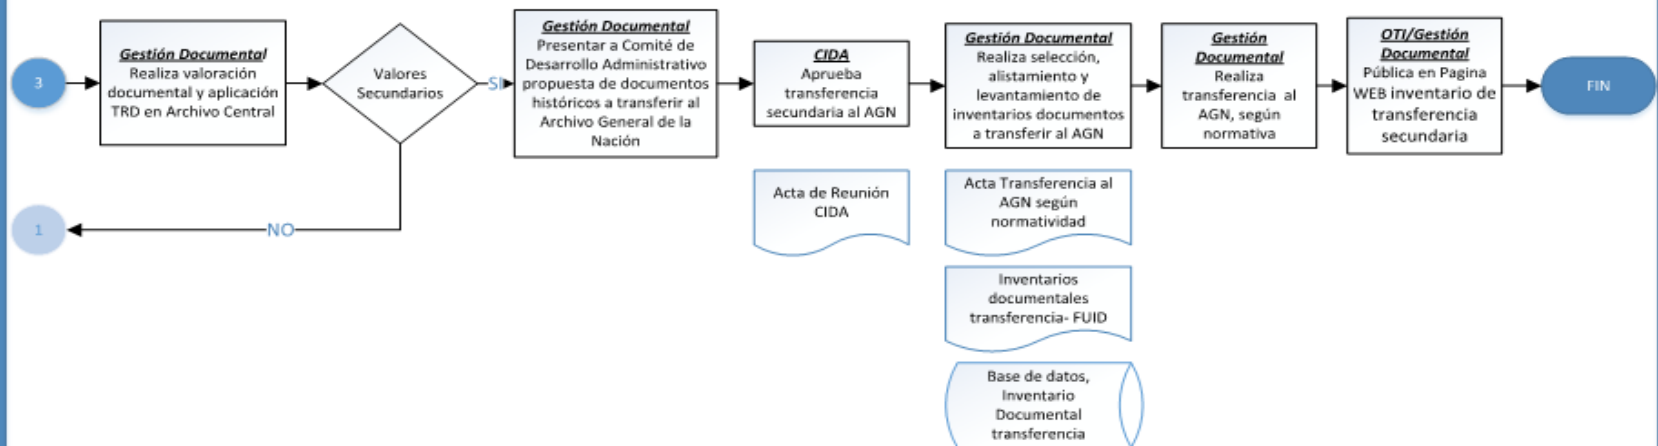 3
Gestión Documental
Realiza valoración
documental y aplicación
TRD en Archivo Central
Valores
Secundarios
SI
Gestión Documental
Presentar a Comité de
Desarrollo Administrativo
propuesta de documentos
históricos a transferir al
Archivo General de la
Nación
CIDA
Aprueba
transferencia
secundaria al AGN
Gestión Documental
Realiza selección,
alistamiento y
levantamiento de
inventarios documentos
a transferir al AGN
Gestión
Documental
Realiza
transferencia al
AGN, según
normativa
OTI/Gestión
Documental
Pública en Pagina
WEB inventario de
transferencia
secundaria
FIN
1
NO
Acta de Reunión
CIDA
Acta Transferencia al
AGN según
normatividad
Inventarios
documentales
transferencia- FUID
Base de datos,
Inventario
Documental
transferencia